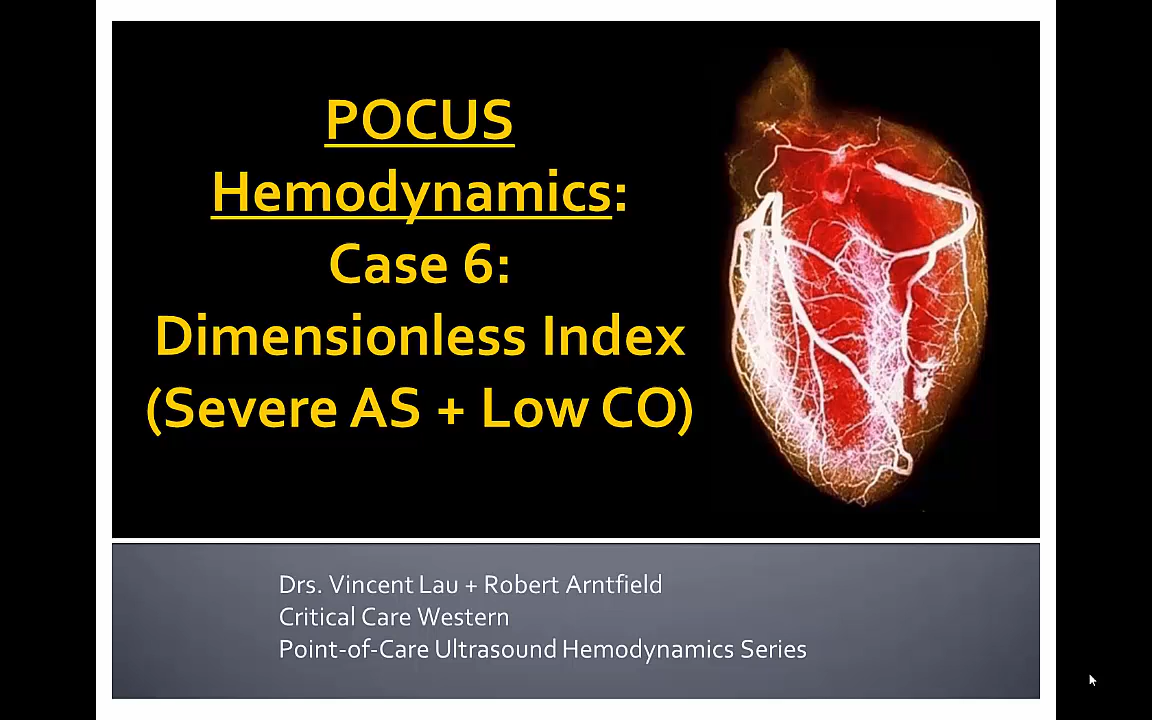 POCUS
Hemodynamics:
Case 6:
Dimensionless Index
(Severe AS + Low CO)
Drs. Vincent Lau + Robert Arntfield
Critical Care Western
Point-of-Care Ultrasound Hemodynamics Series